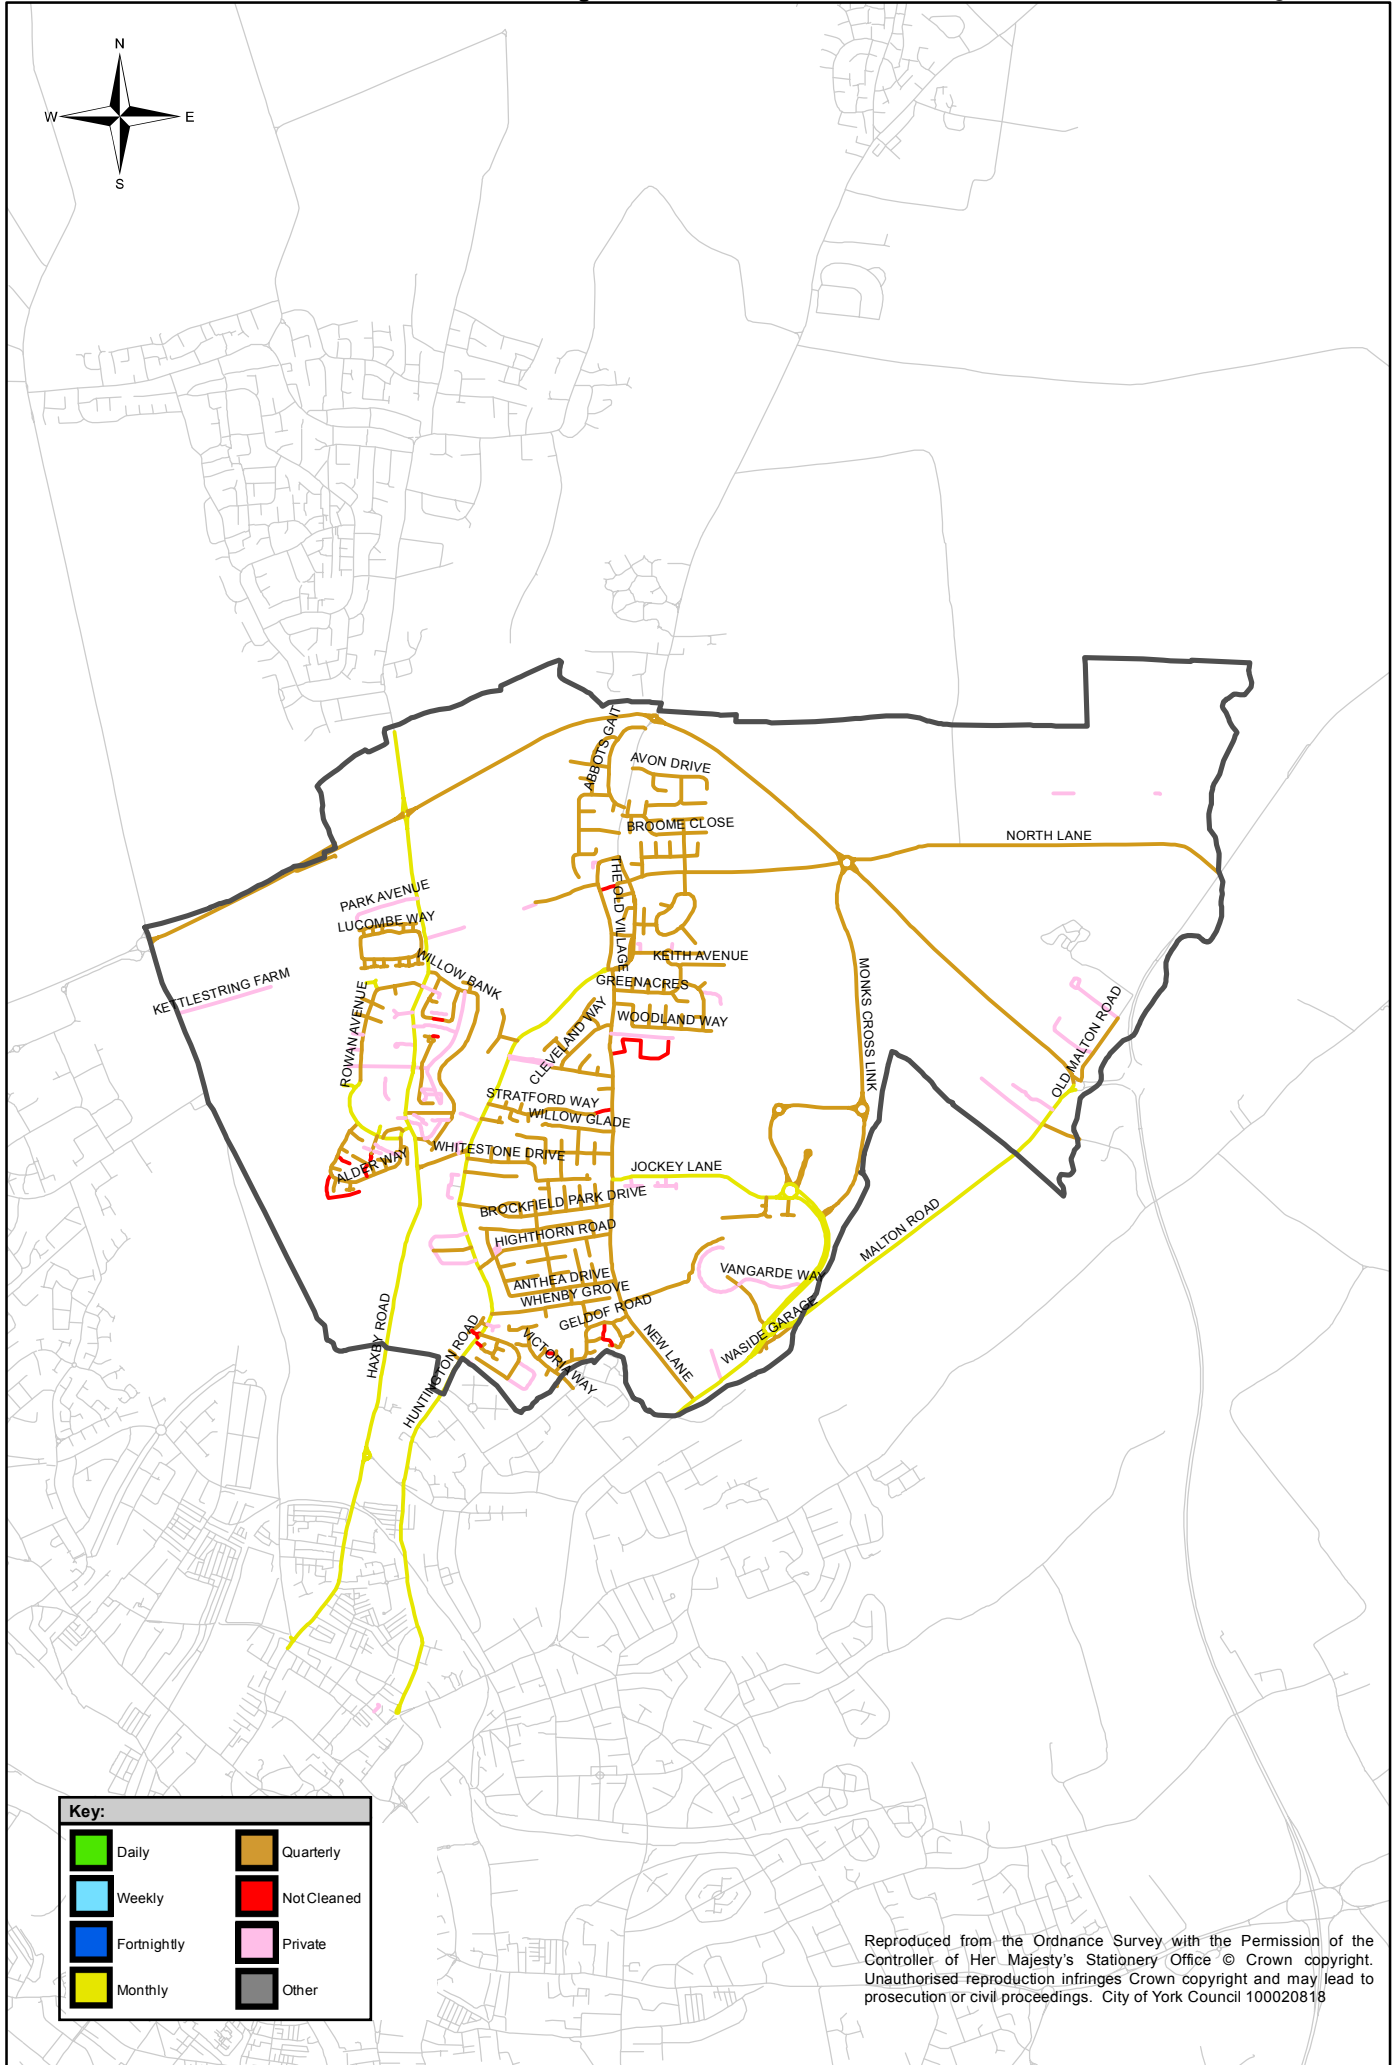 N
W E
S
ABBOTS GAIT
AVON DRIVE
BROOME CLOSE
NORTH LANE
THE OLD VILLAGE
PARK AVENUE
LUCOMBE WAY
WILLOW BANK
KEITH AVENUE
KETTLESTRING FARM
GREENACRES
MONKS CROSS LINK
ROWAN AVENUE
WOODLAND WAY
OLD MALTON ROAD
CLEVELAND WAY
STRATFORD WAY
WILLOW GLADE
WHITESTONE DRIVE
ALDER WAY
JOCKEY LANE
BROCKFIELD PARK DRIVE
HIGHTHORN ROAD
MALTON ROAD
ANTHEA DRIVE
VANGARDE WAY
WHENBY GROVE
GELDOF ROAD
HAXBY ROAD
HUNTINGTON ROAD
VICTORIA WAY
NEW LANE
WASIDE GARAGE
Key:
Daily Quarterly
Weekly Not Cleaned
Fortnightly Private
Monthly Other
Reproduced from the Ordnance Survey with the Permission of the
Controller of Her Majesty's Stationery Office © Crown copyright.
Unauthorised reproduction infringes Crown copyright and may lead to
prosecution or civil proceedings. City of York Council 100020818